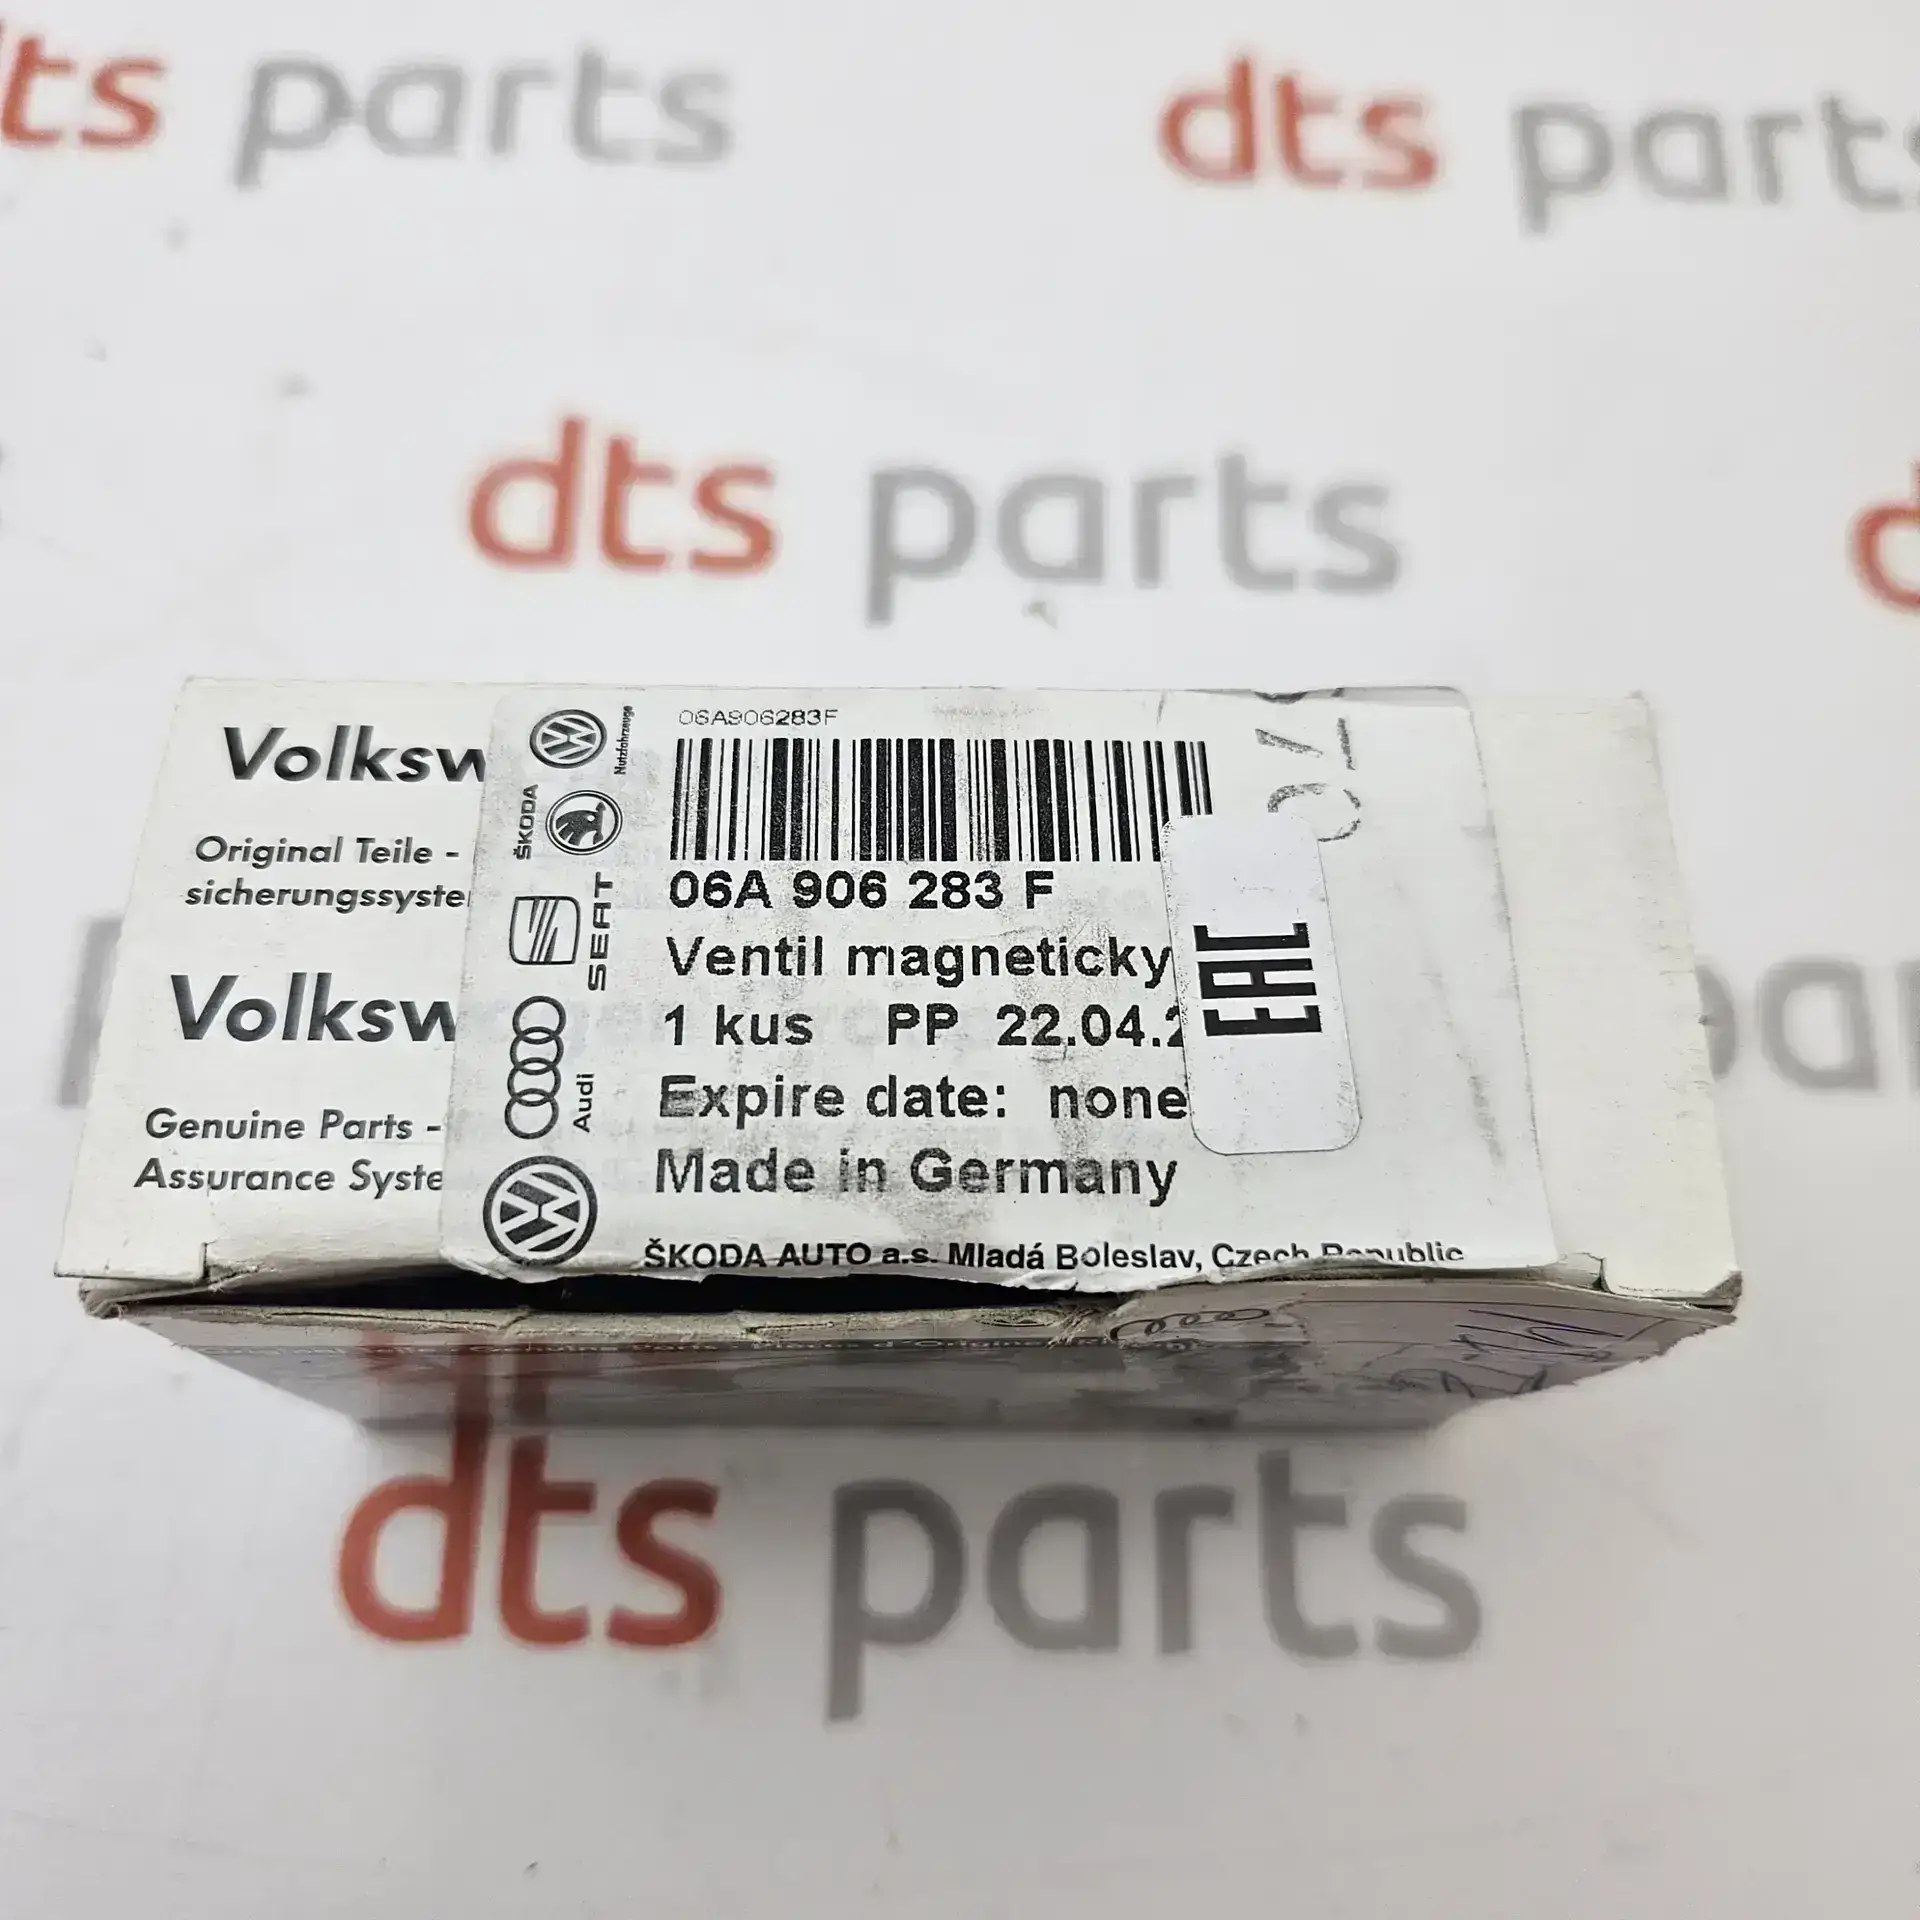 ts parts
dts parts
dts parts
Volksw
Original Teile -
sicherungssyste
Volksw
Genuine Parts -
Assurance Syste
Nutzfahrzeuge
ŠKODA
SEAT
Audi
06A906283F
06A 906 283 F
Ventil magneticky
1 kus PP 22.04.2
Expire date: none
Made in Germany
ŠKODA AUTO a.s. Mladá Boleslav, Czech Republic
EAC
dts parts